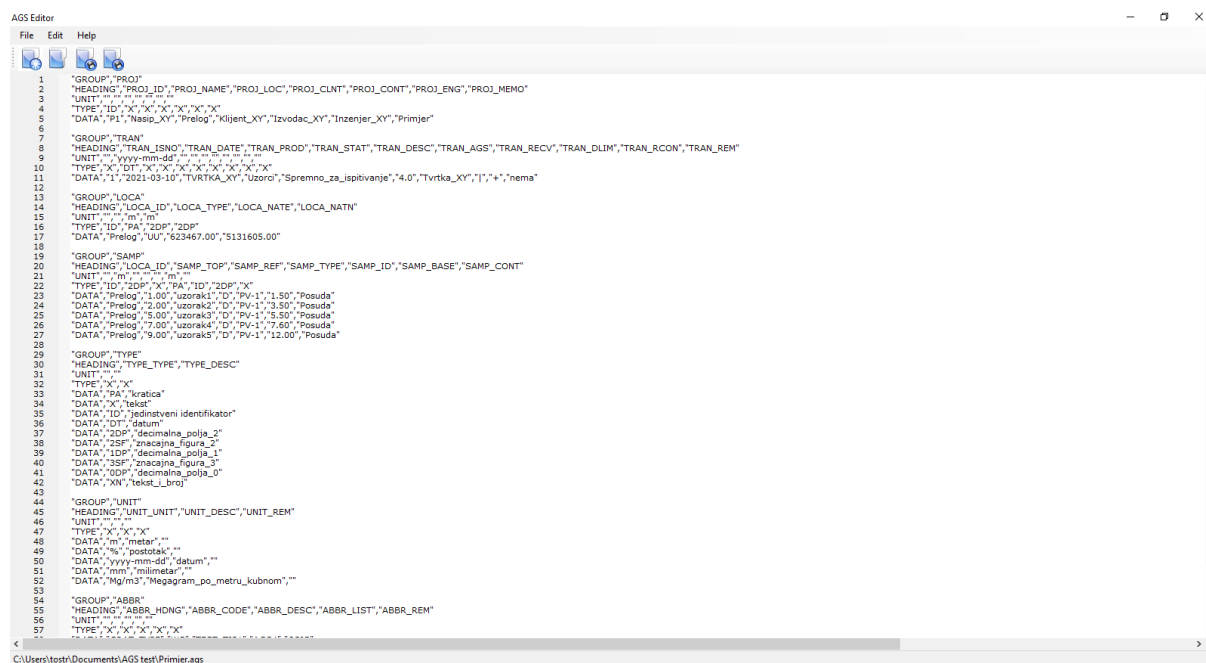 AGS Editor
File Edit Help
1 "GROUP","PROJ"
2 "HEADING","PROJ_ID","PROJ_NAME","PROJ_LOC","PROJ_CLNT","PROJ_CONT","PROJ_ENG","PROJ_MEMO"
3 "UNIT","","","","","","",""
4 "TYPE","ID","X","X","X","X","X","X"
5 "DATA","P1","Nasip_XY","Prelog","Klijent_XY","Izvodac_XY","Inzenjer_XY","Primjer"
6
7 "GROUP","TRAN"
8 "HEADING","TRAN_ISNO","TRAN_DATE","TRAN_PROD","TRAN_STAT","TRAN_DESC","TRAN_AGS","TRAN_RECV","TRAN_DLIM","TRAN_RCON","TRAN_REM"
9 "UNIT","","yyyy-mm-dd","","","","","","","",""
10 "TYPE","X","DT","X","X","X","X","X","X","X","X"
11 "DATA","1","2021-03-10","TVRTKA_XY","Uzorci","Spremno_za_ispitivanje","4.0","Tvrtka_XY","|","+","nema"
12
13 "GROUP","LOCA"
14 "HEADING","LOCA_ID","LOCA_TYPE","LOCA_NATE","LOCA_NATN"
15 "UNIT","","","m","m"
16 "TYPE","ID","PA","2DP","2DP"
17 "DATA","Prelog","UU","623467.00","5131605.00"
18
19 "GROUP","SAMP"
20 "HEADING","LOCA_ID","SAMP_TOP","SAMP_REF","SAMP_TYPE","SAMP_ID","SAMP_BASE","SAMP_CONT"
21 "UNIT","","m","","","","m",""
22 "TYPE","ID","2DP","X","PA","ID","2DP","X"
23 "DATA","Prelog","1.00","uzorak1","D","PV-1","1.50","Posuda"
24 "DATA","Prelog","2.00","uzorak2","D","PV-1","3.50","Posuda"
25 "DATA","Prelog","5.00","uzorak3","D","PV-1","5.50","Posuda"
26 "DATA","Prelog","7.00","uzorak4","D","PV-1","7.60","Posuda"
27 "DATA","Prelog","9.00","uzorak5","D","PV-1","12.00","Posuda"
28
29 "GROUP","TYPE"
30 "HEADING","TYPE_TYPE","TYPE_DESC"
31 "UNIT","",""
32 "TYPE","X","X"
33 "DATA","PA","kratica"
34 "DATA","X","tekst"
35 "DATA","ID","jedinstveni identifikator"
36 "DATA","DT","datum"
37 "DATA","2DP","decimalna_polja_2"
38 "DATA","2SF","znacajna_figura_2"
39 "DATA","1DP","decimalna_polja_1"
40 "DATA","3SF","znacajna_figura_3"
41 "DATA","0DP","decimalna_polja_0"
42 "DATA","XN","tekst_i_broj"
43
44 "GROUP","UNIT"
45 "HEADING","UNIT_UNIT","UNIT_DESC","UNIT_REM"
46 "UNIT","","",""
47 "TYPE","X","X","X"
48 "DATA","m","metar",""
49 "DATA","%","postotak",""
50 "DATA","yyyy-mm-dd","datum",""
51 "DATA","mm","milimetar",""
52 "DATA","Mg/m3","Megagram_po_metru_kubnom",""
53
54 "GROUP","ABBR"
55 "HEADING","ABBR_HDNG","ABBR_CODE","ABBR_DESC","ABBR_LIST","ABBR_REM"
56 "UNIT","","","","",""
57 "TYPE","X","X","X","X","X"
C:\Users\tostr\Documents\AGS test\Primjer.ags